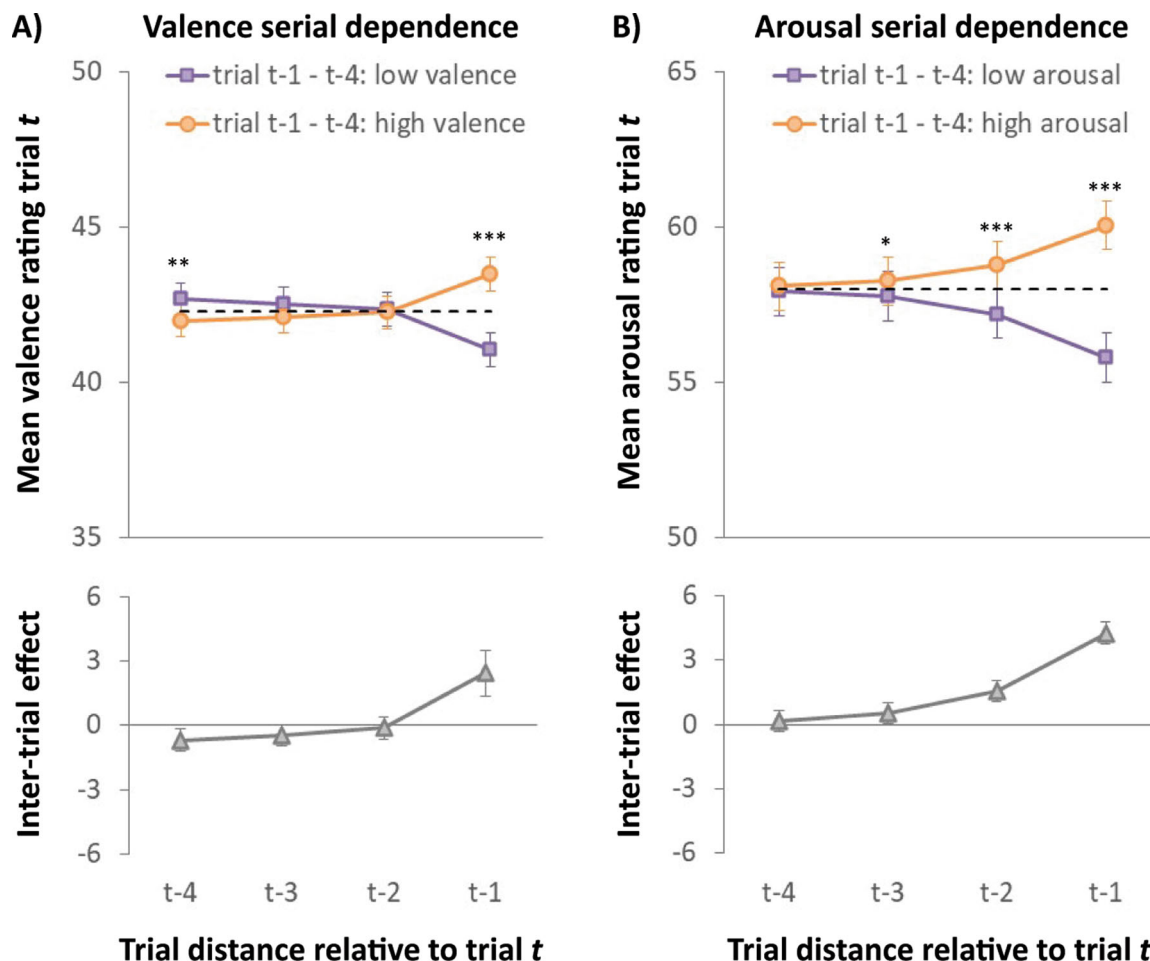 A) Valence serial dependence
50
trial t-1 - t-4: low valence
trial t-1 - t-4: high valence
Mean valence rating trial t
45
**
***
40
35
6
3
0
-3
-6
Inter-trial effect
t-4 t-3 t-2 t-1
Trial distance relative to trial t
B) Arousal serial dependence
65
trial t-1 - t-4: low arousal
trial t-1 - t-4: high arousal
Mean arousal rating trial t
60
*
***
***
55
50
6
3
0
-3
-6
Inter-trial effect
t-4 t-3 t-2 t-1
Trial distance relative to trial t